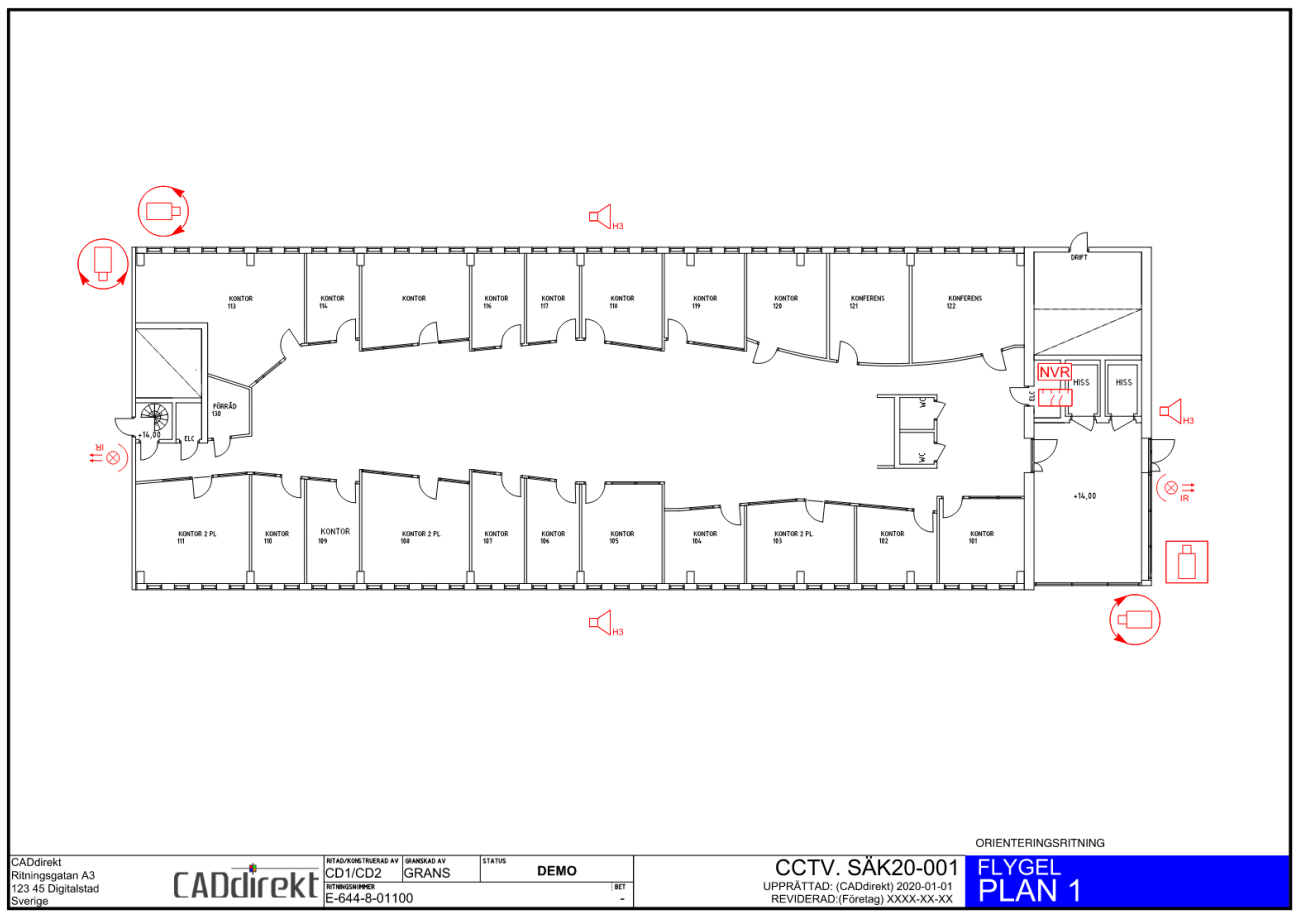 H3
DRIFT
KONTOR
113
KONTOR
114
KONTOR
KONTOR
116
KONTOR
117
KONTOR
118
KONTOR
119
KONTOR
120
KONFERENS
121
KONFERENS
122
NVR
HISS
HISS
ELC
FÖRRÅD
130
WC
H3
+14,00
ELC
IR
WC
IR
+14,00
KONTOR 2 PL
111
KONTOR
110
KONTOR
109
KONTOR 2 PL
108
KONTOR
107
KONTOR
106
KONTOR
105
KONTOR
104
KONTOR 2 PL
103
KONTOR
102
KONTOR
101
H3
ORIENTERINGSRITNING
CADdirekt
Ritningsgatan A3
123 45 Digitalstad
Sverige
CADdirekt
RITAD/KONSTRUERAD AV
CD1/CD2
GRANSKAD AV
GRANS
STATUS
DEMO
RITNINGSNUMMER
E-644-8-01100
BET
-
CCTV. SÄK20-001
UPPRÄTTAD: (CADdirekt) 2020-01-01
REVIDERAD:(Företag) XXXX-XX-XX
FLYGEL
PLAN 1